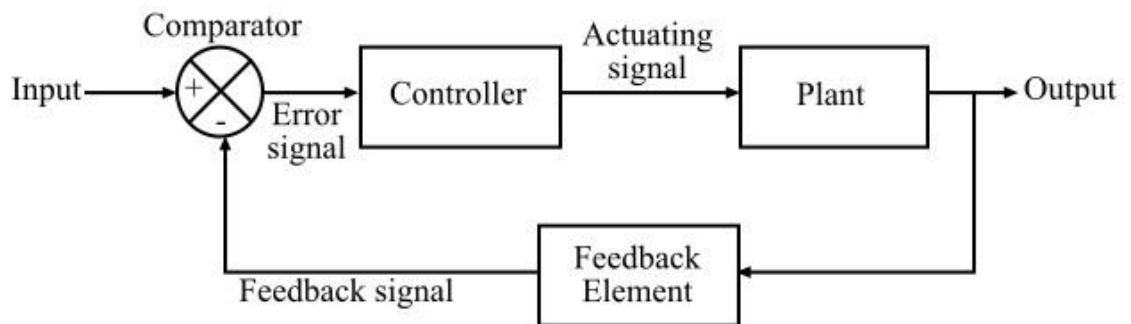 Comparator
Input
+
-
Error
signal
Controller
Actuating
signal
Plant
Output
Feedback
Element
Feedback signal